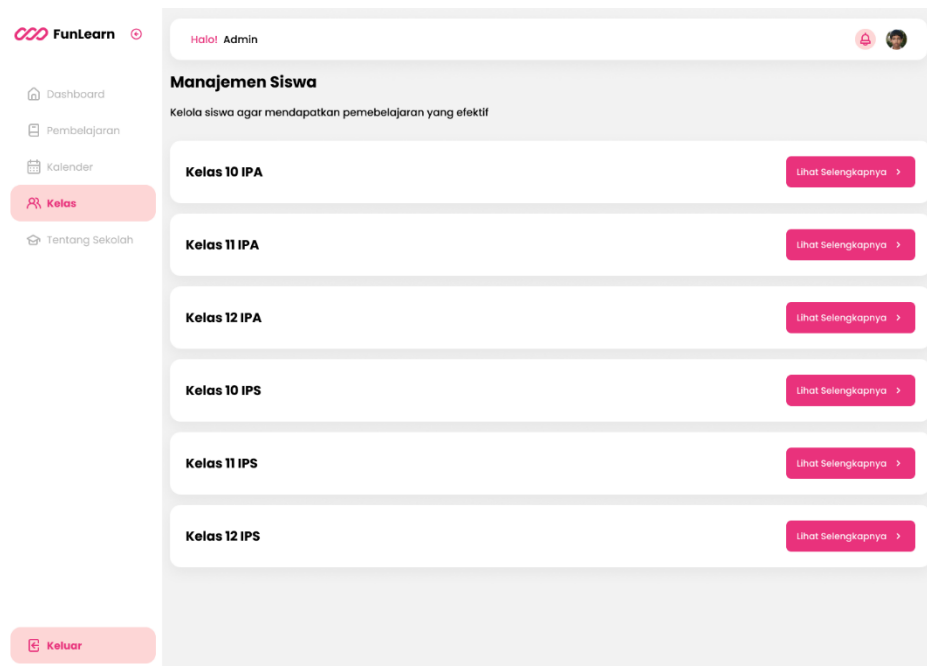 FunLearn
Halo! Admin
Dashboard
Pembelajaran
Kalender
Kelas
Tentang Sekolah
Keluar
Manajemen Siswa
Kelola siswa agar mendapatkan pemebelajaran yang efektif
Kelas 10 IPA
Lihat Selengkapnya
Kelas 11 IPA
Lihat Selengkapnya
Kelas 12 IPA
Lihat Selengkapnya
Kelas 10 IPS
Lihat Selengkapnya
Kelas 11 IPS
Lihat Selengkapnya
Kelas 12 IPS
Lihat Selengkapnya